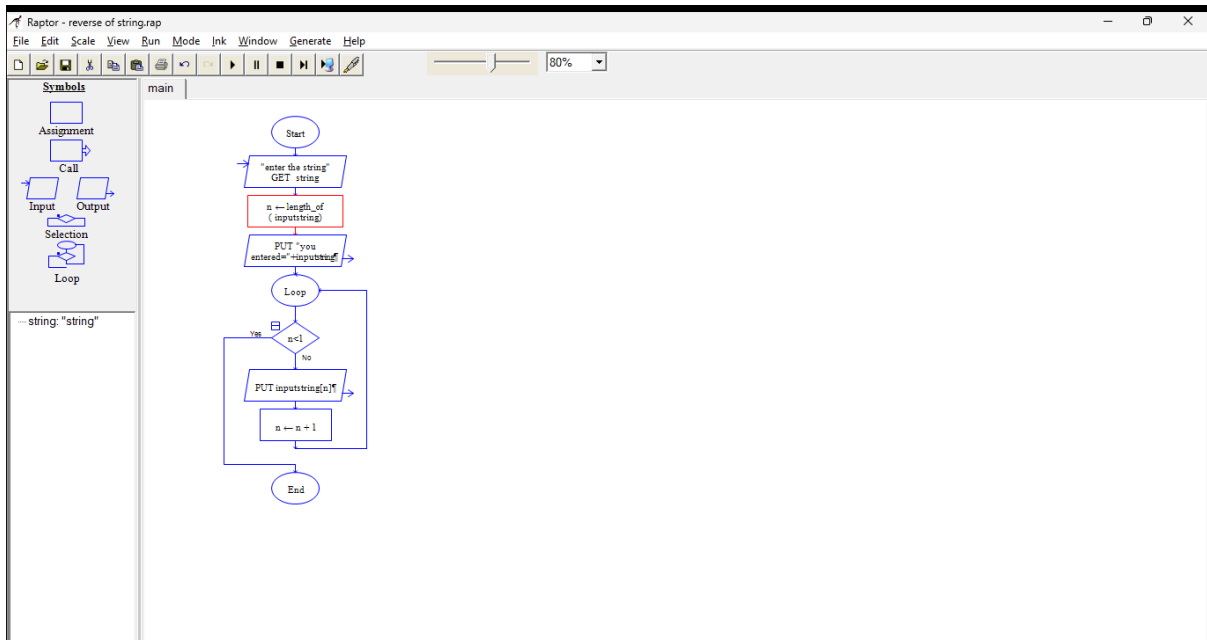 Raptor - reverse of string.rap
File Edit Scale View Run Mode Ink Window Generate Help
80%
Symbols
Assignment
Call
Input Output
Selection
Loop
string: "string"
main
Start
"enter the string"
GET string
n ← length_of
( inputstring)
PUT "you
entered="+inputstring¶
Loop
Yes
n<1
No
PUT inputstring[n]¶
n ← n + 1
End